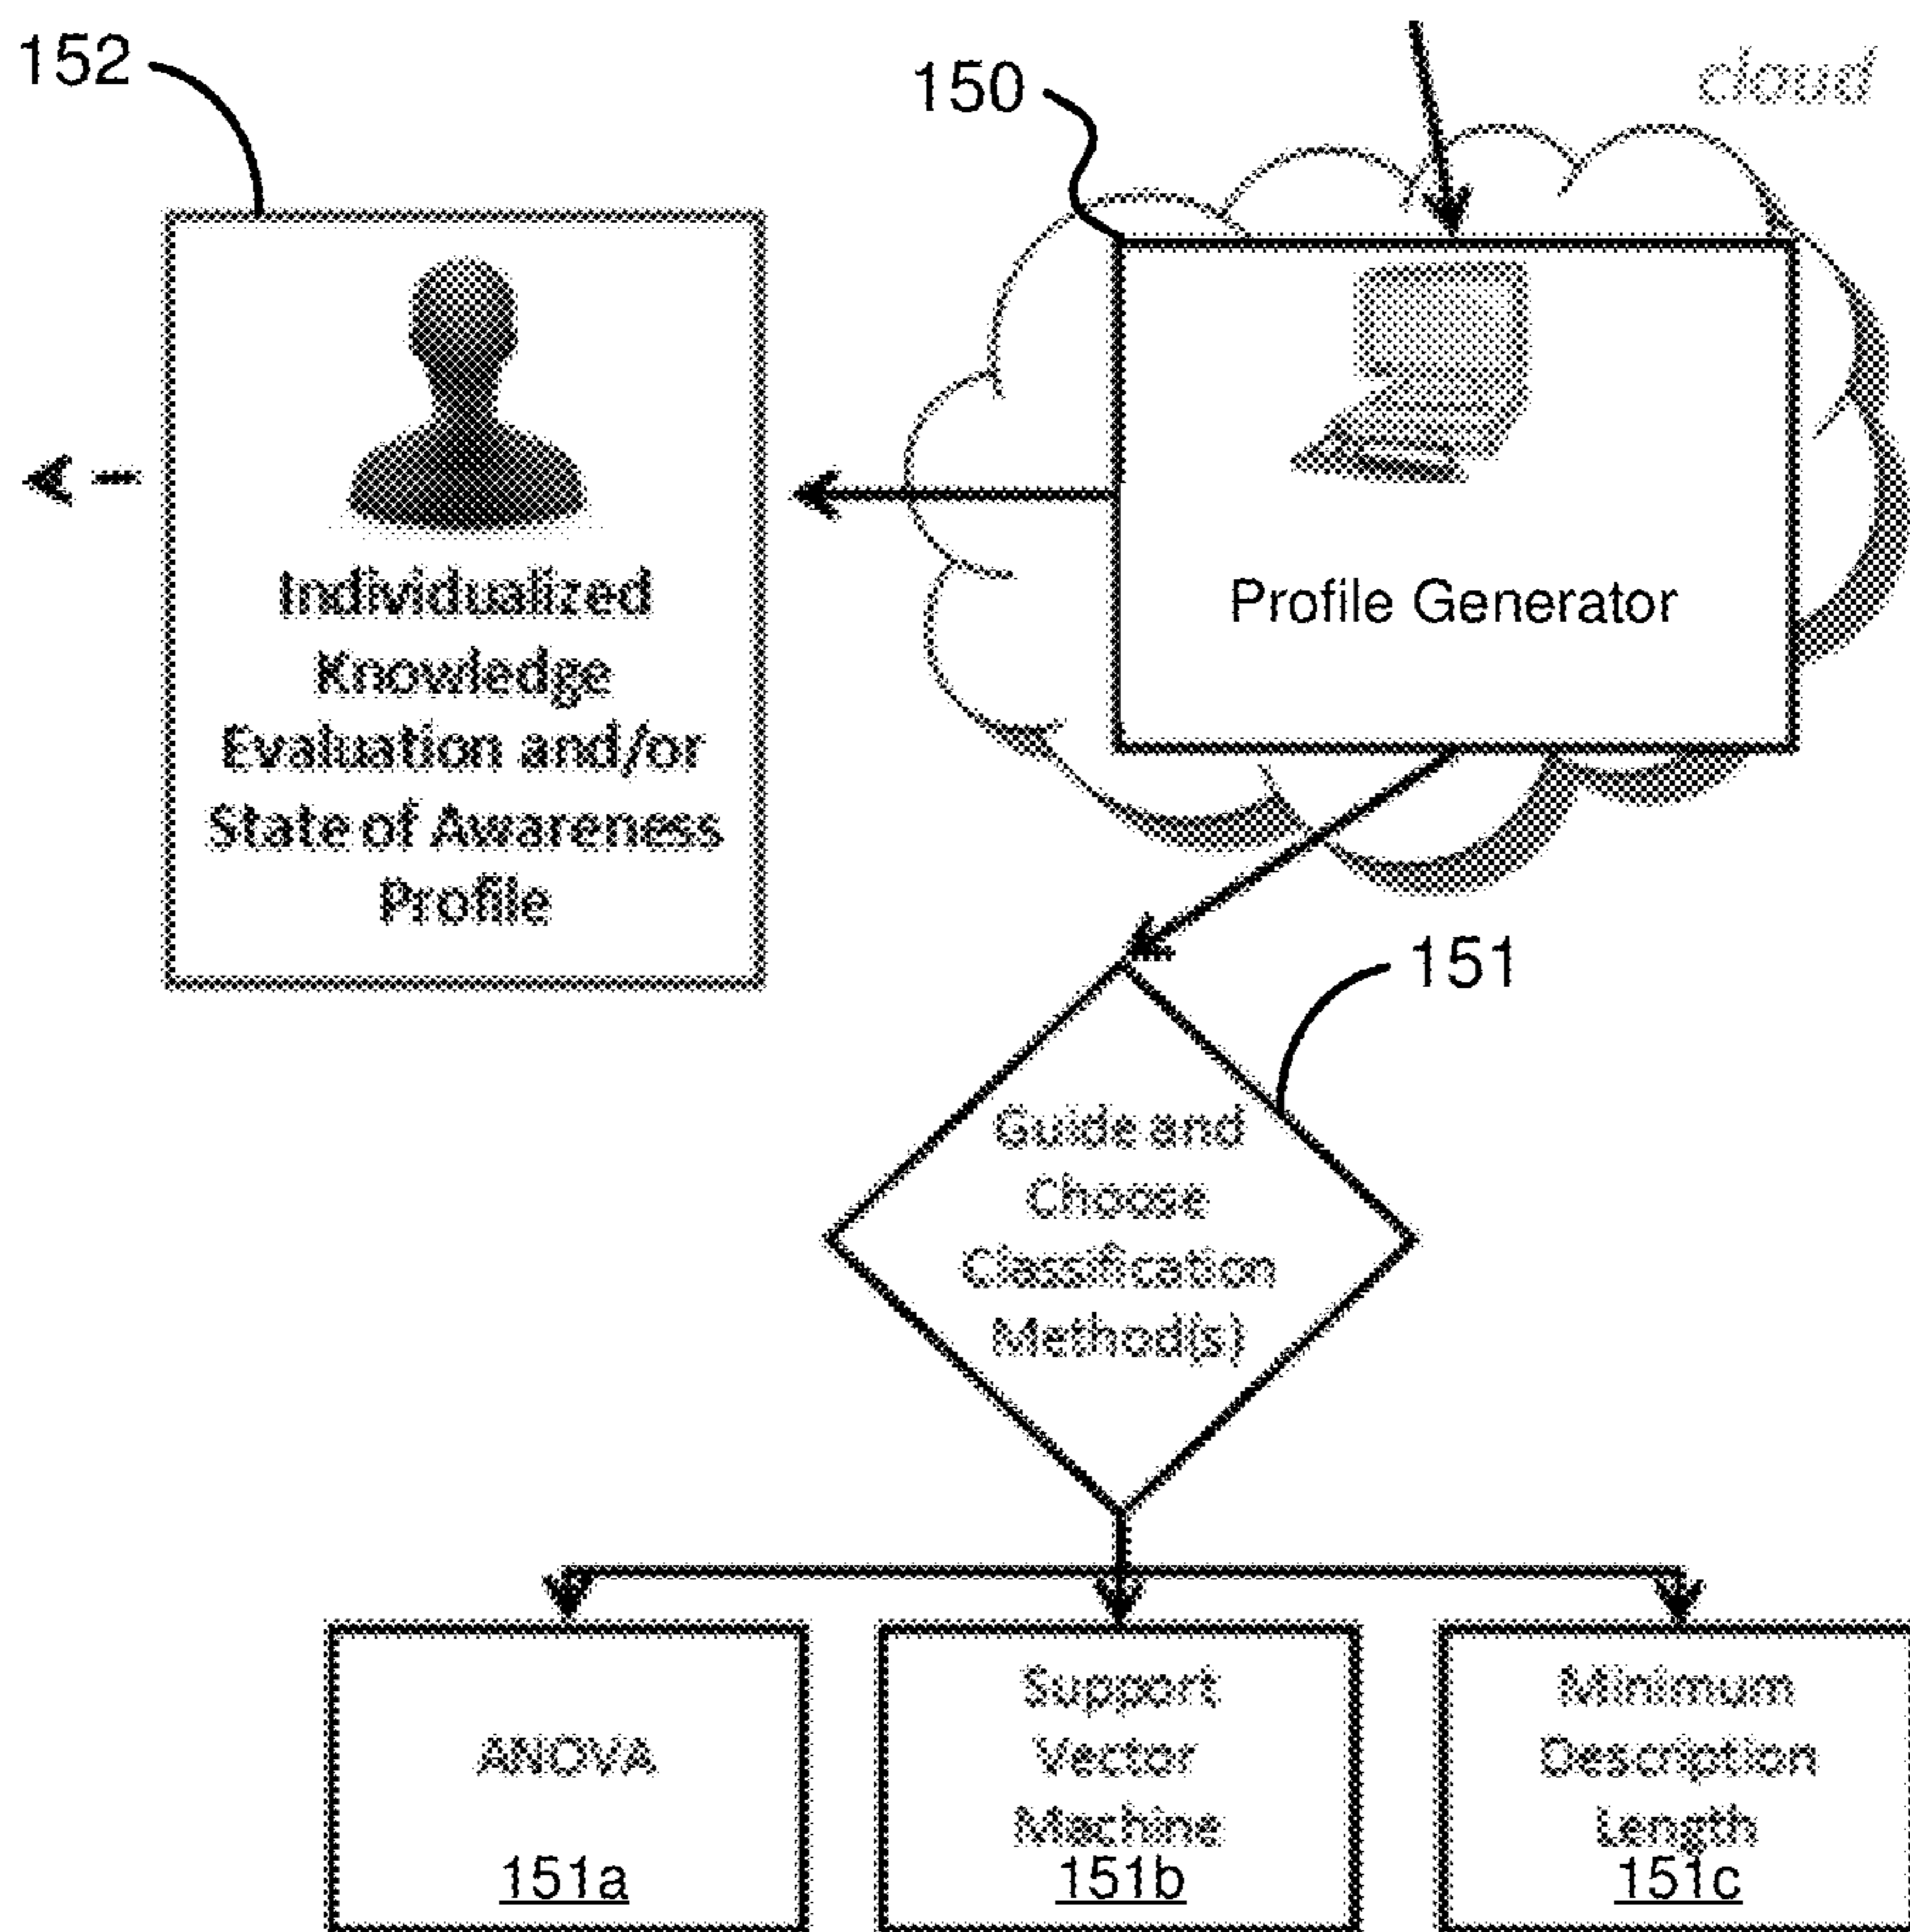 152
150
cloud
Individualized
Knowledge
Evaluation and/or
State of Awareness
Profile
Profile Generator
151
Guide and
Choose
Classification
Method(s)
ANOVA
151a
Support
Vector
Machine
151b
Minimum
Description
Length
151c